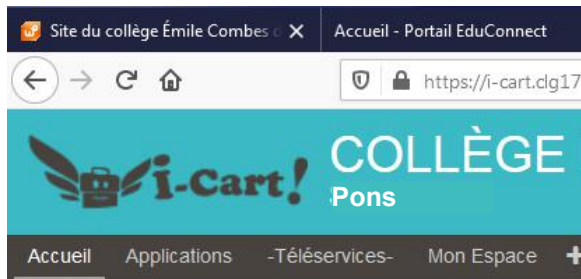 Site du collège Émile Combes Accueil - Portail EduConnect
https://i-cart.clg17
i-Cart! COLLÈGE
Pons
Accueil Applications -Téléservices- Mon Espace +